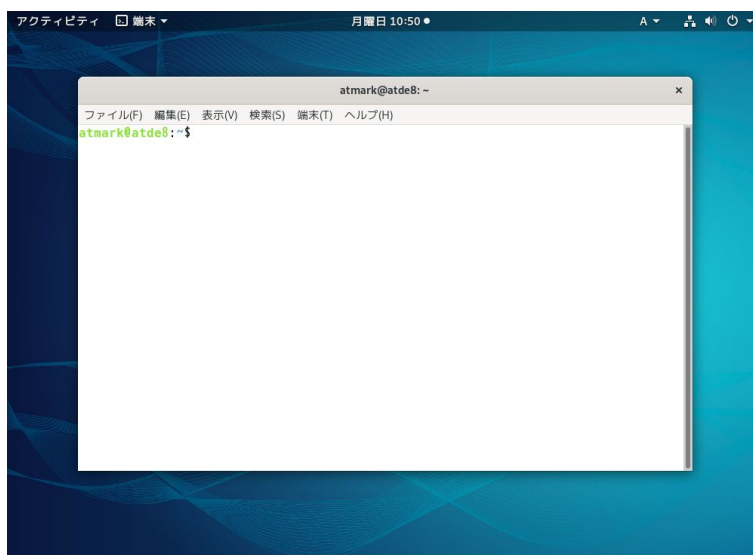 アクティビティ 端末 月曜日 10:50 A
atmark@atde8: ~
ファイル(F) 編集(E) 表示(V) 検索(S) 端末(T) ヘルプ(H)
atmark@atde8:~$